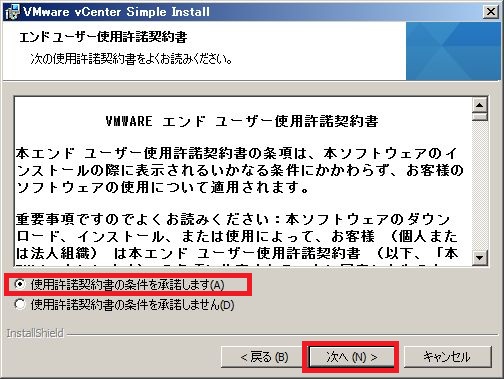 VMware vCenter Simple Install
エンド ユーザー使用許諾契約書
次の使用許諾契約書をよくお読みください。
VMWARE エンド ユーザー使用許諾契約書
本エンド ユーザー使用許諾契約書の条項は、本ソフトウェアのイ
ンストールの際に表示されるいかなる条件にかかわらず、お客様の
ソフトウェアの使用について適用されます。
重要事項ですのでよくお読みください：本ソフトウェアのダウン
ロード、インストール、または使用によって、お客様 （個人また
は法人組織） は本エンド ユーザー使用許諾契約書 （以下、「本
使用許諾契約書の条件を承諾します(A)
使用許諾契約書の条件を承諾しません(D)
InstallShield
< 戻る (B)
次へ (N) >
キャンセル